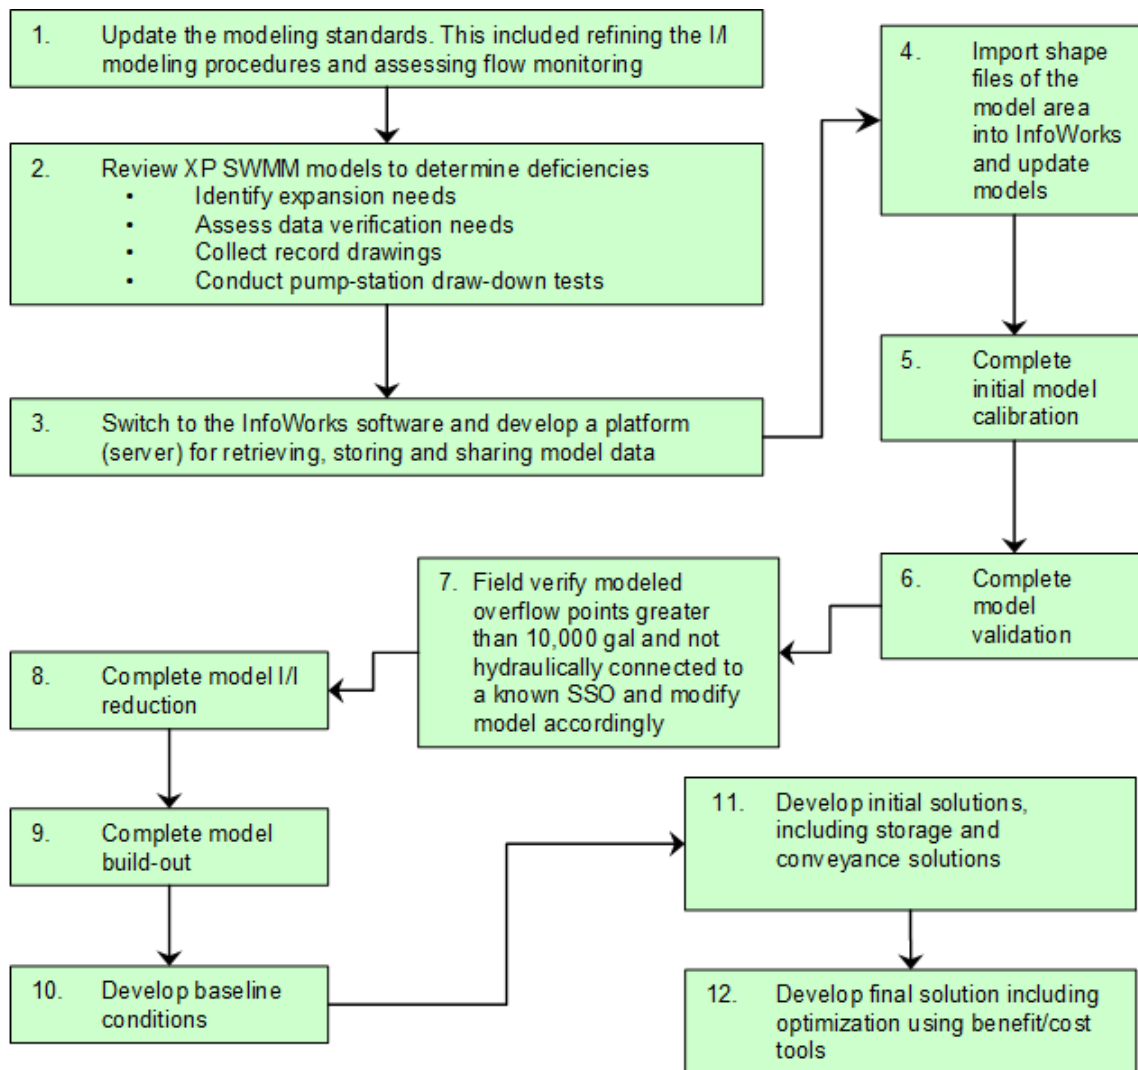 1. Update the modeling standards. This included refining the I/I
modeling procedures and assessing flow monitoring
2. Review XP SWMM models to determine deficiencies
• Identify expansion needs
• Assess data verification needs
• Collect record drawings
• Conduct pump-station draw-down tests
3. Switch to the InfoWorks software and develop a platform
(server) for retrieving, storing and sharing model data
4. Import shape
files of the
model area
into InfoWorks
and update
models
5. Complete
initial model
calibration
6. Complete
model
validation
7. Field verify modeled
overflow points greater
than 10,000 gal and not
hydraulically connected to
a known SSO and modify
model accordingly
8. Complete model I/I
reduction
9. Complete model
build-out
10. Develop baseline
conditions
11. Develop initial solutions,
including storage and
conveyance solutions
12. Develop final solution including
optimization using benefit/cost
tools